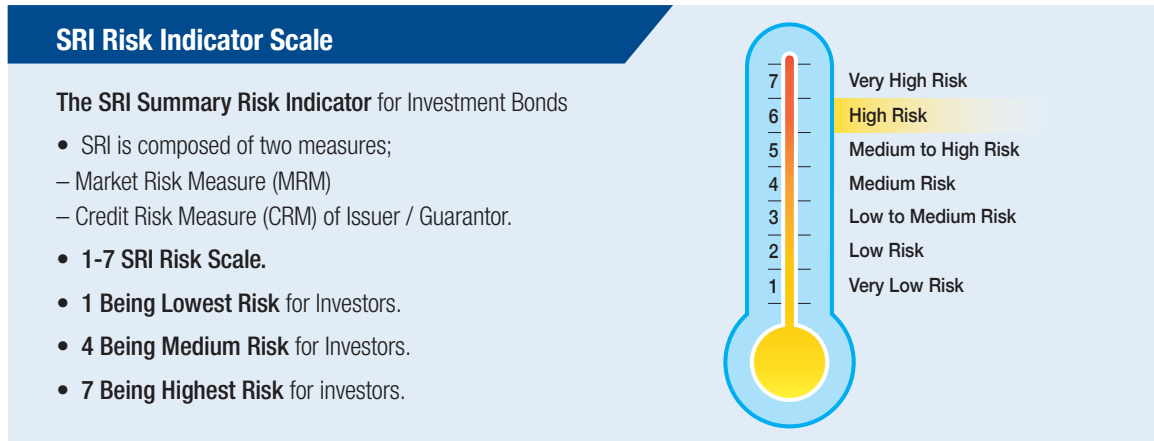 SRI Risk Indicator Scale
The SRI Summary Risk Indicator for Investment Bonds
• SRI is composed of two measures;
– Market Risk Measure (MRM)
– Credit Risk Measure (CRM) of Issuer / Guarantor.
• 1-7 SRI Risk Scale.
• 1 Being Lowest Risk for Investors.
• 4 Being Medium Risk for Investors.
• 7 Being Highest Risk for investors.
7 Very High Risk
6 High Risk
5 Medium to High Risk
4 Medium Risk
3 Low to Medium Risk
2 Low Risk
1 Very Low Risk